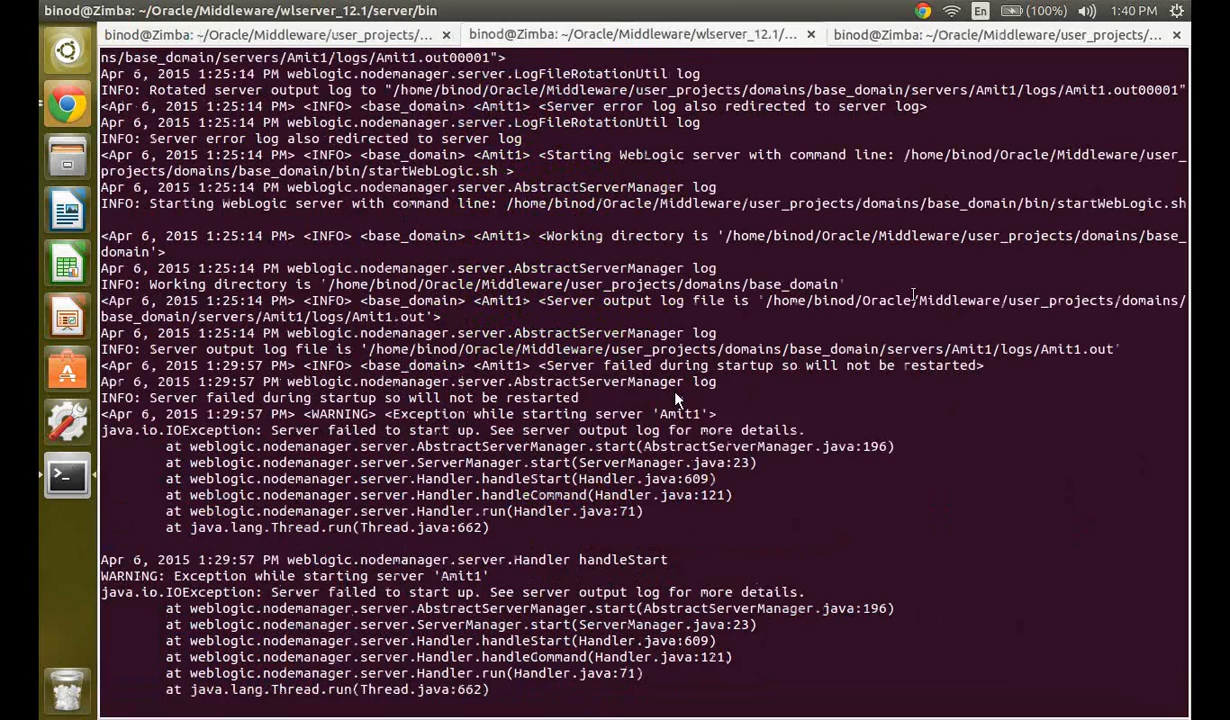 binod@Zimba: ~/Oracle/Middleware/wlserver_12.1/server/bin
En
(100%)
1:40 PM
binod@Zimba: ~/Oracle/Middleware/user_projects/... ×
binod@Zimba: ~/Oracle/Middleware/wlserver_12.1/... ×
binod@Zimba: ~/Oracle/Middleware/user_projects/... ×
ns/base_domain/servers/Amit1/logs/Amit1.out00001">
Apr 6, 2015 1:25:14 PM weblogic.nodemanager.server.LogFileRotationUtil log
INFO: Rotated server output log to "/home/binod/Oracle/Middleware/user_projects/domains/base_domain/servers/Amit1/logs/Amit1.out00001"
<Apr 6, 2015 1:25:14 PM> <INFO> <base_domain> <Amit1> <Server error log also redirected to server log>
Apr 6, 2015 1:25:14 PM weblogic.nodemanager.server.LogFileRotationUtil log
INFO: Server error log also redirected to server log
<Apr 6, 2015 1:25:14 PM> <INFO> <base_domain> <Amit1> <Starting WebLogic server with command line: /home/binod/Oracle/Middleware/user_
projects/domains/base_domain/bin/startWebLogic.sh >
Apr 6, 2015 1:25:14 PM weblogic.nodemanager.server.AbstractServerManager log
INFO: Starting WebLogic server with command line: /home/binod/Oracle/Middleware/user_projects/domains/base_domain/bin/startWebLogic.sh
<Apr 6, 2015 1:25:14 PM> <INFO> <base_domain> <Amit1> <Working directory is '/home/binod/Oracle/Middleware/user_projects/domains/base_
domain'>
Apr 6, 2015 1:25:14 PM weblogic.nodemanager.server.AbstractServerManager log
INFO: Working directory is '/home/binod/Oracle/Middleware/user_projects/domains/base_domain'
<Apr 6, 2015 1:25:14 PM> <INFO> <base_domain> <Amit1> <Server output log file is '/home/binod/Oracle/Middleware/user_projects/domains/
base_domain/servers/Amit1/logs/Amit1.out'>
Apr 6, 2015 1:25:14 PM weblogic.nodemanager.server.AbstractServerManager log
INFO: Server output log file is '/home/binod/Oracle/Middleware/user_projects/domains/base_domain/servers/Amit1/logs/Amit1.out'
<Apr 6, 2015 1:29:57 PM> <INFO> <base_domain> <Amit1> <Server failed during startup so will not be restarted>
Apr 6, 2015 1:29:57 PM weblogic.nodemanager.server.AbstractServerManager log
INFO: Server failed during startup so will not be restarted
<Apr 6, 2015 1:29:57 PM> <WARNING> <Exception while starting server 'Amit1'>
java.io.IOException: Server failed to start up. See server output log for more details.
at weblogic.nodemanager.server.AbstractServerManager.start(AbstractServerManager.java:196)
at weblogic.nodemanager.server.ServerManager.start(ServerManager.java:23)
at weblogic.nodemanager.server.Handler.handleStart(Handler.java:609)
at weblogic.nodemanager.server.Handler.handleCommand(Handler.java:121)
at weblogic.nodemanager.server.Handler.run(Handler.java:71)
at java.lang.Thread.run(Thread.java:662)
Apr 6, 2015 1:29:57 PM weblogic.nodemanager.server.Handler handleStart
WARNING: Exception while starting server 'Amit1'
java.io.IOException: Server failed to start up. See server output log for more details.
at weblogic.nodemanager.server.AbstractServerManager.start(AbstractServerManager.java:196)
at weblogic.nodemanager.server.ServerManager.start(ServerManager.java:23)
at weblogic.nodemanager.server.Handler.handleStart(Handler.java:609)
at weblogic.nodemanager.server.Handler.handleCommand(Handler.java:121)
at weblogic.nodemanager.server.Handler.run(Handler.java:71)
at java.lang.Thread.run(Thread.java:662)